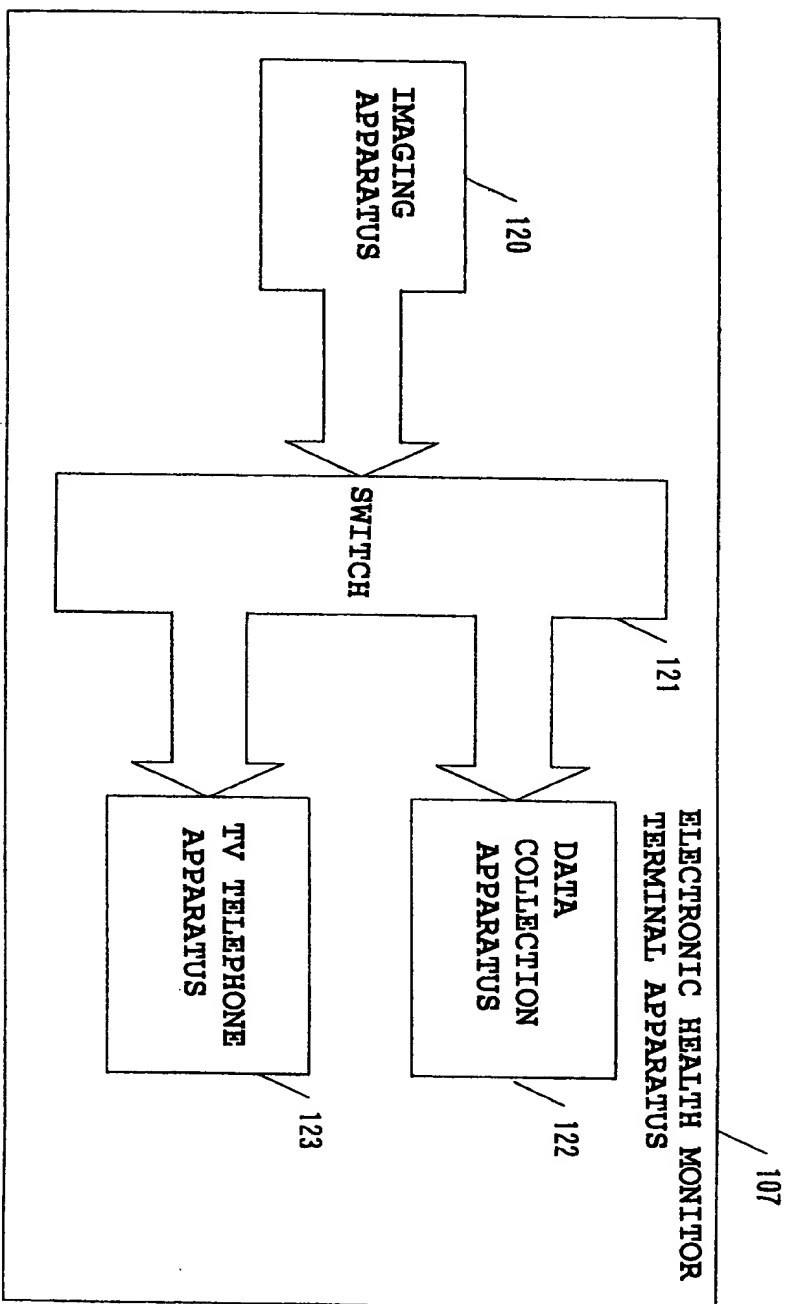 107
ELECTRONIC HEALTH MONITOR
TERMINAL APPARATUS
120
IMAGING
APPARATUS
121
SWITCH
122
DATA
COLLECTION
APPARATUS
123
TV TELEPHONE
APPARATUS